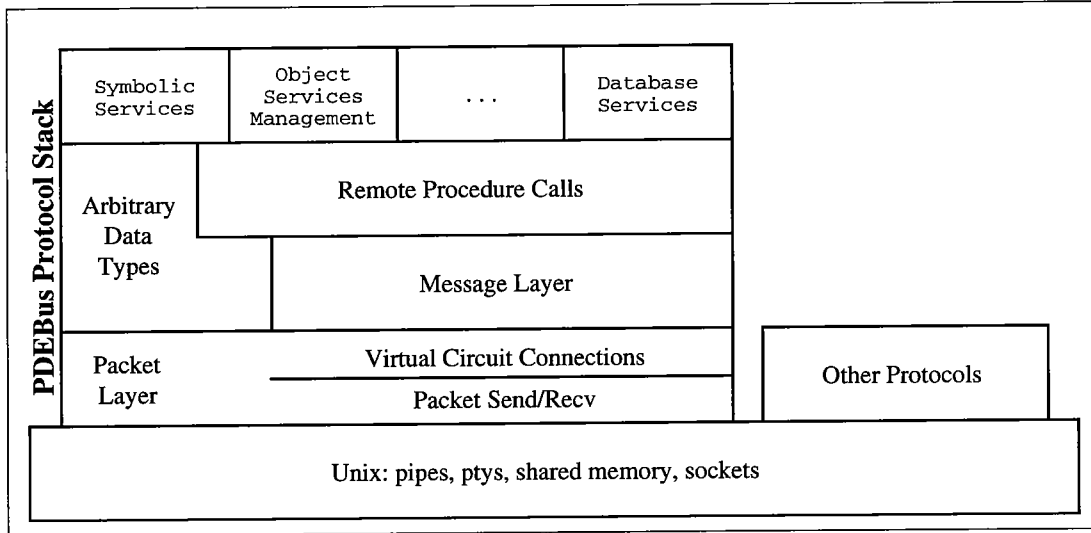 PDEBus Protocol Stack
Symbolic
Services
Object
Services
Management
...
Database
Services
Remote Procedure Calls
Arbitrary
Data
Types
Message Layer
Packet
Layer
Virtual Circuit Connections
Packet Send/Recv
Other Protocols
Unix: pipes, ptys, shared memory, sockets